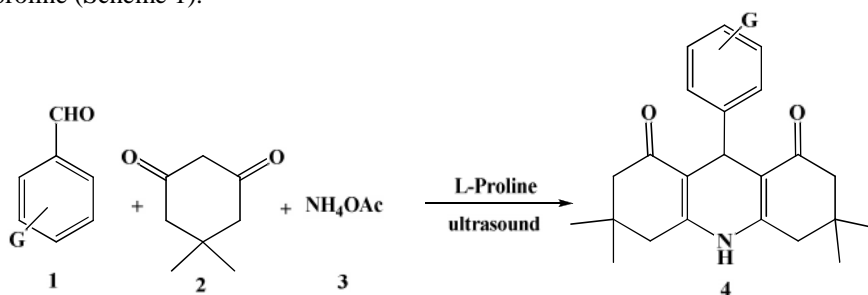 proline (Scheme 1).
G
CHO
O O O O
+ + NH4OAc
L-Proline
ultrasound
G
N
H
1 2 3 4